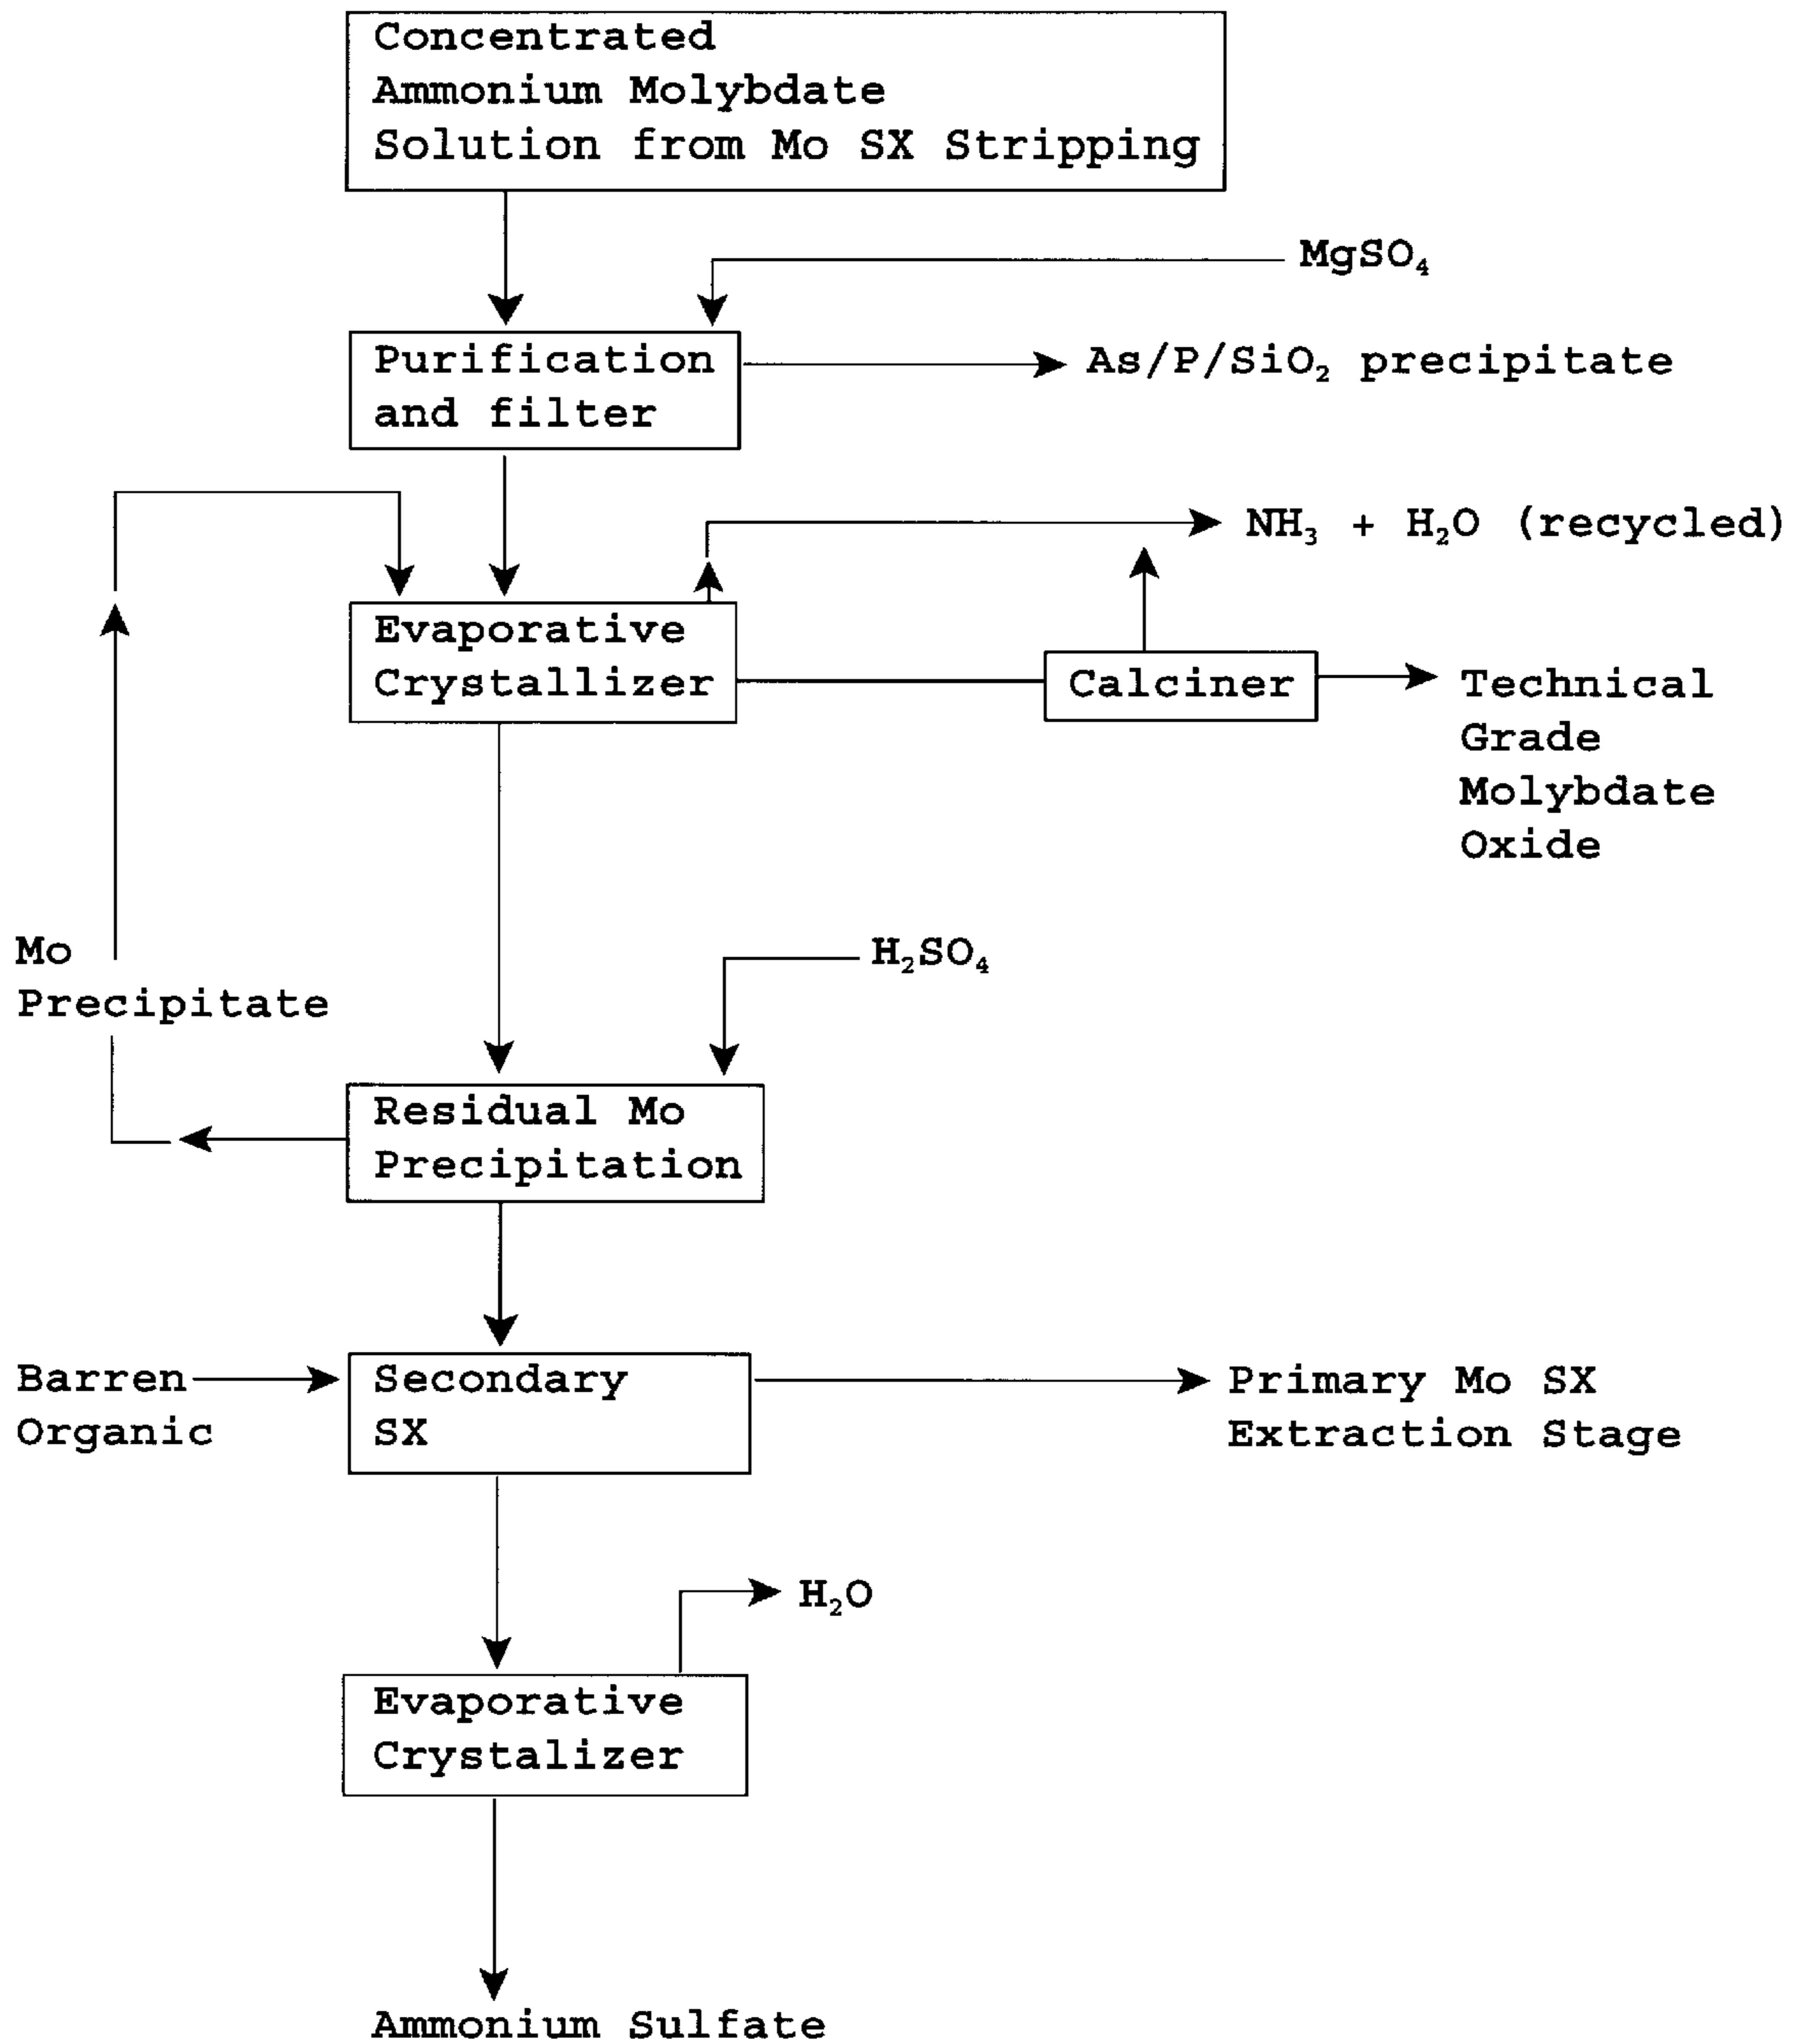 Concentrated
Ammonium Molybdate
Solution from Mo SX Stripping
MgSO₄
Purification
and filter
As/P/SiO₂ precipitate
NH₃ + H₂O (recycled)
Evaporative
Crystallizer
Calciner
Technical
Grade
Molybdate
Oxide
Mo
Precipitate
H₂SO₄
Residual Mo
Precipitation
Barren
Organic
Secondary
SX
Primary Mo SX
Extraction Stage
H₂O
Evaporative
Crystalizer
Ammonium Sulfate